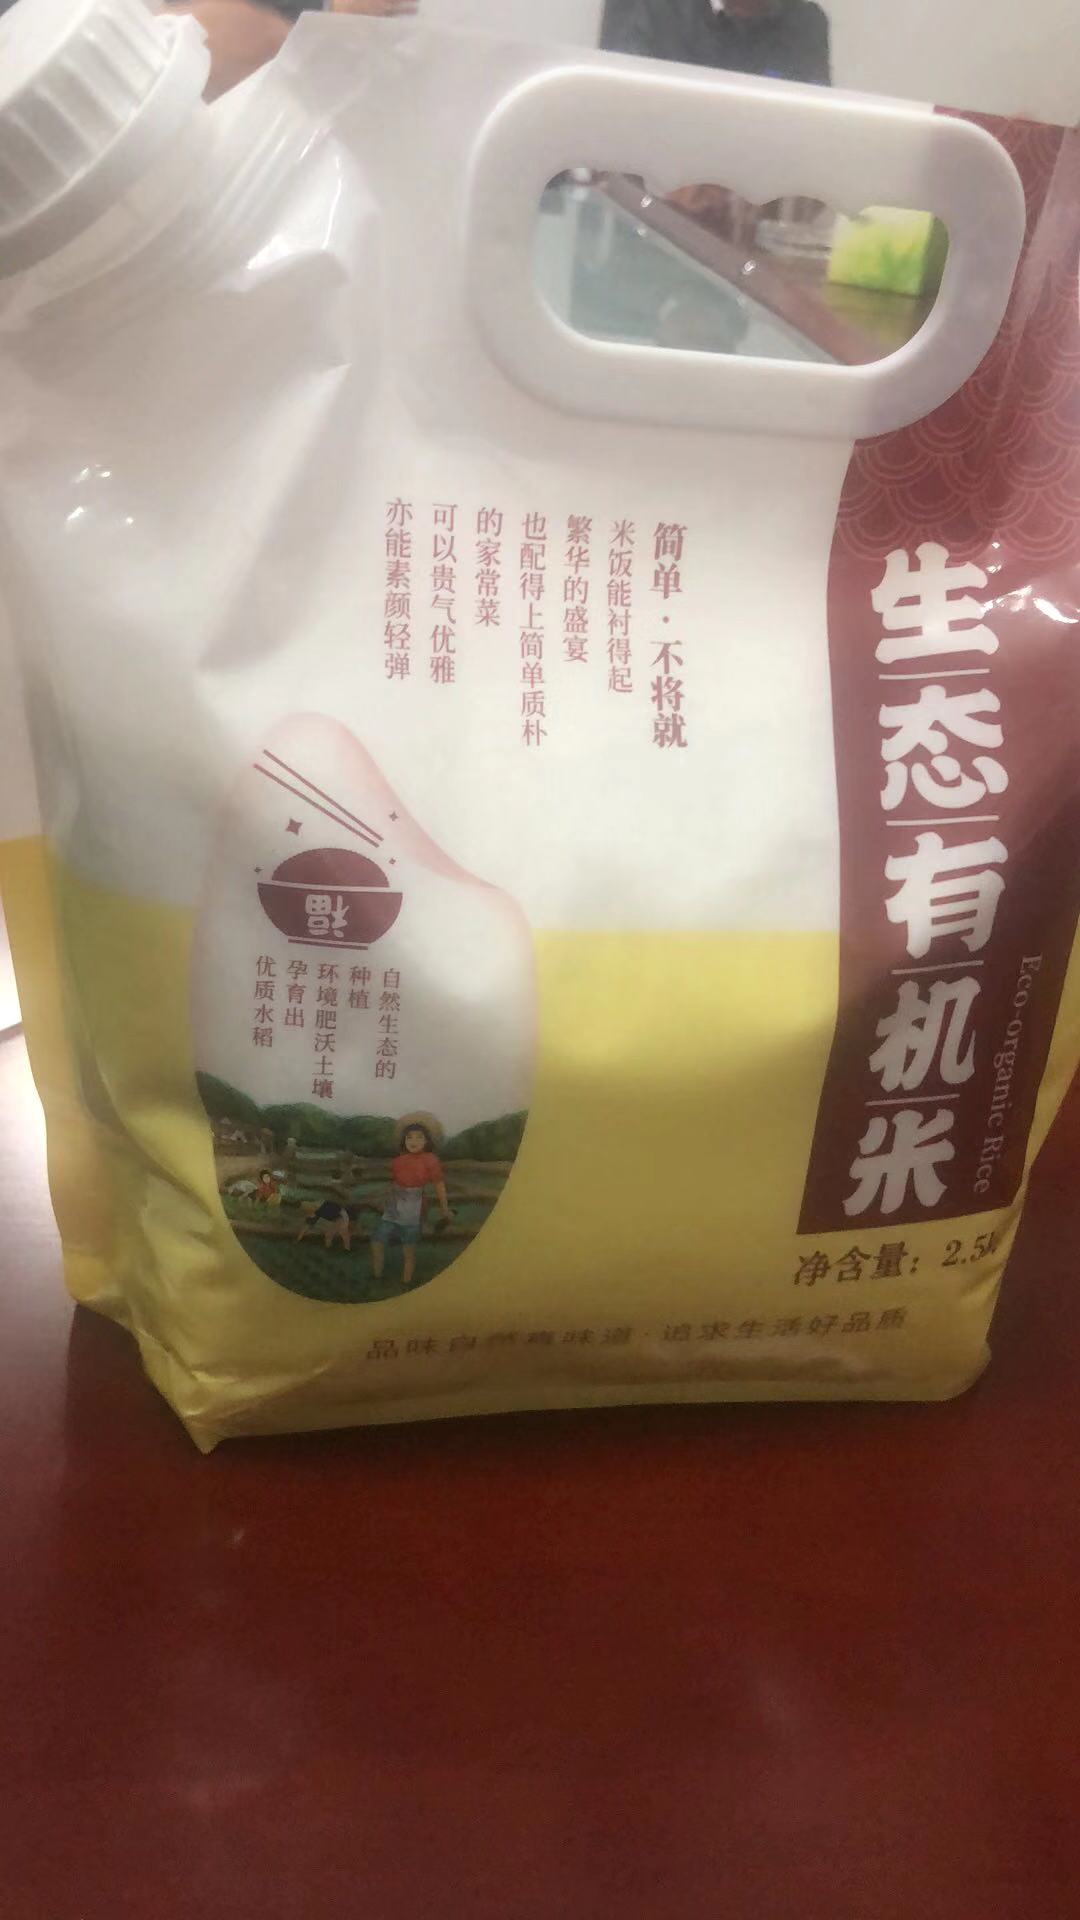 生态有机米
Eco-organic Rice
净含量：2.5
简单·不将就
米饭能衬得起
繁华的盛宴
也配得上简单质朴
的家常菜
可以贵气优雅
亦能素颜轻弹
福
自然生态的
种植
环境肥沃土壤
孕育出
优质水稻
品味自然真味道·追求生活好品质